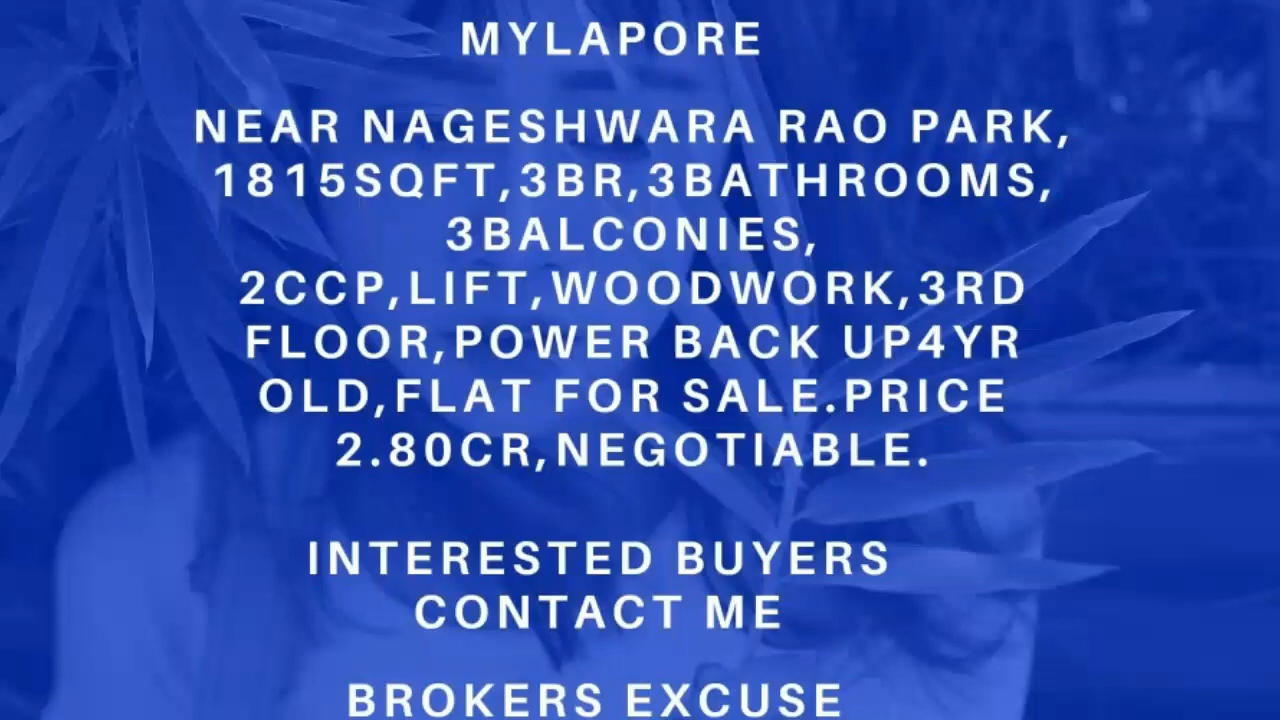 MYLAPORE
NEAR NAGESHWARA RAO PARK,
1815SQFT,3BR,3BATHROOMS,
3BALCONIES,
2CCP,LIFT,WOODWORK,3RD
FLOOR,POWER BACK UP4YR
OLD,FLAT FOR SALE.PRICE
2.80CR,NEGOTIABLE.
INTERESTED BUYERS
CONTACT ME
BROKERS EXCUSE